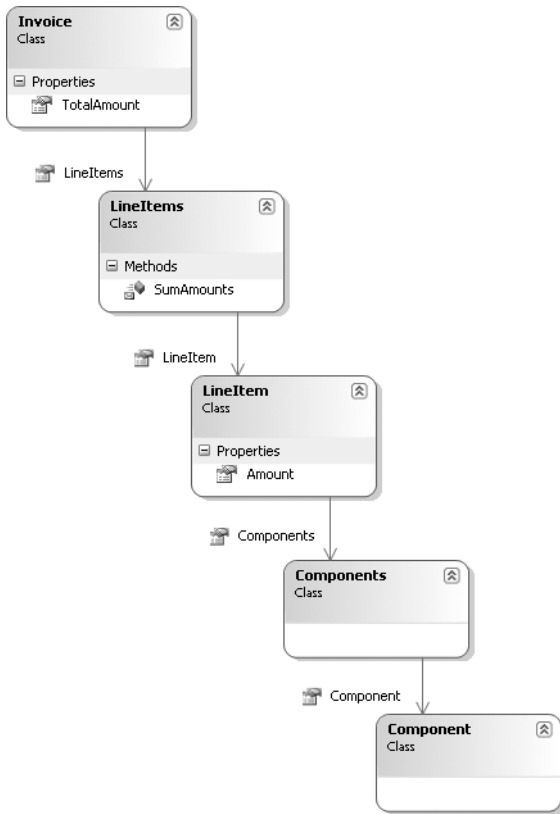 Invoice
Class
Properties
TotalAmount
LineItems
LineItems
Class
Methods
SumAmounts
LineItem
LineItem
Class
Properties
Amount
Components
Components
Class
Component
Component
Class